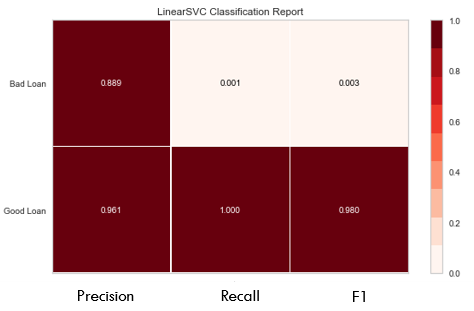 LinearSVC Classification Report
1.0
Bad Loan 0.889 0.001 0.003
0.8
0.6
0.4
Good Loan 0.961 1.000 0.980
0.2
0.0
Precision Recall F1